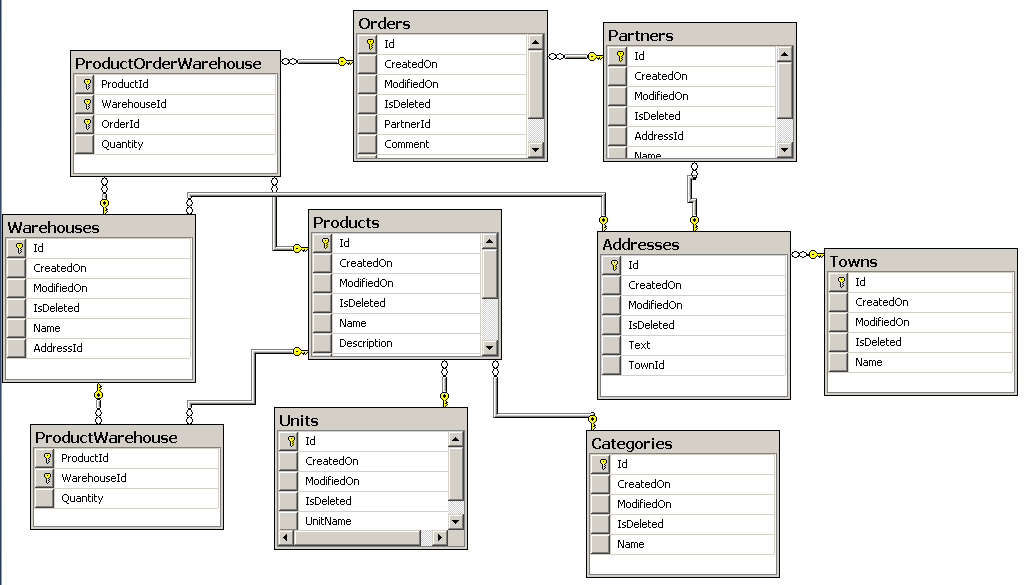 Orders
Id
CreatedOn
ModifiedOn
IsDeleted
PartnerId
Comment
Partners
Id
CreatedOn
ModifiedOn
IsDeleted
AddressId
Name
ProductOrderWarehouse
ProductId
WarehouseId
OrderId
Quantity
Warehouses
Id
CreatedOn
ModifiedOn
IsDeleted
Name
AddressId
Products
Id
CreatedOn
ModifiedOn
IsDeleted
Name
Description
Addresses
Id
CreatedOn
ModifiedOn
IsDeleted
Text
TownId
Towns
Id
CreatedOn
ModifiedOn
IsDeleted
Name
ProductWarehouse
ProductId
WarehouseId
Quantity
Units
Id
CreatedOn
ModifiedOn
IsDeleted
UnitName
Categories
Id
CreatedOn
ModifiedOn
IsDeleted
Name